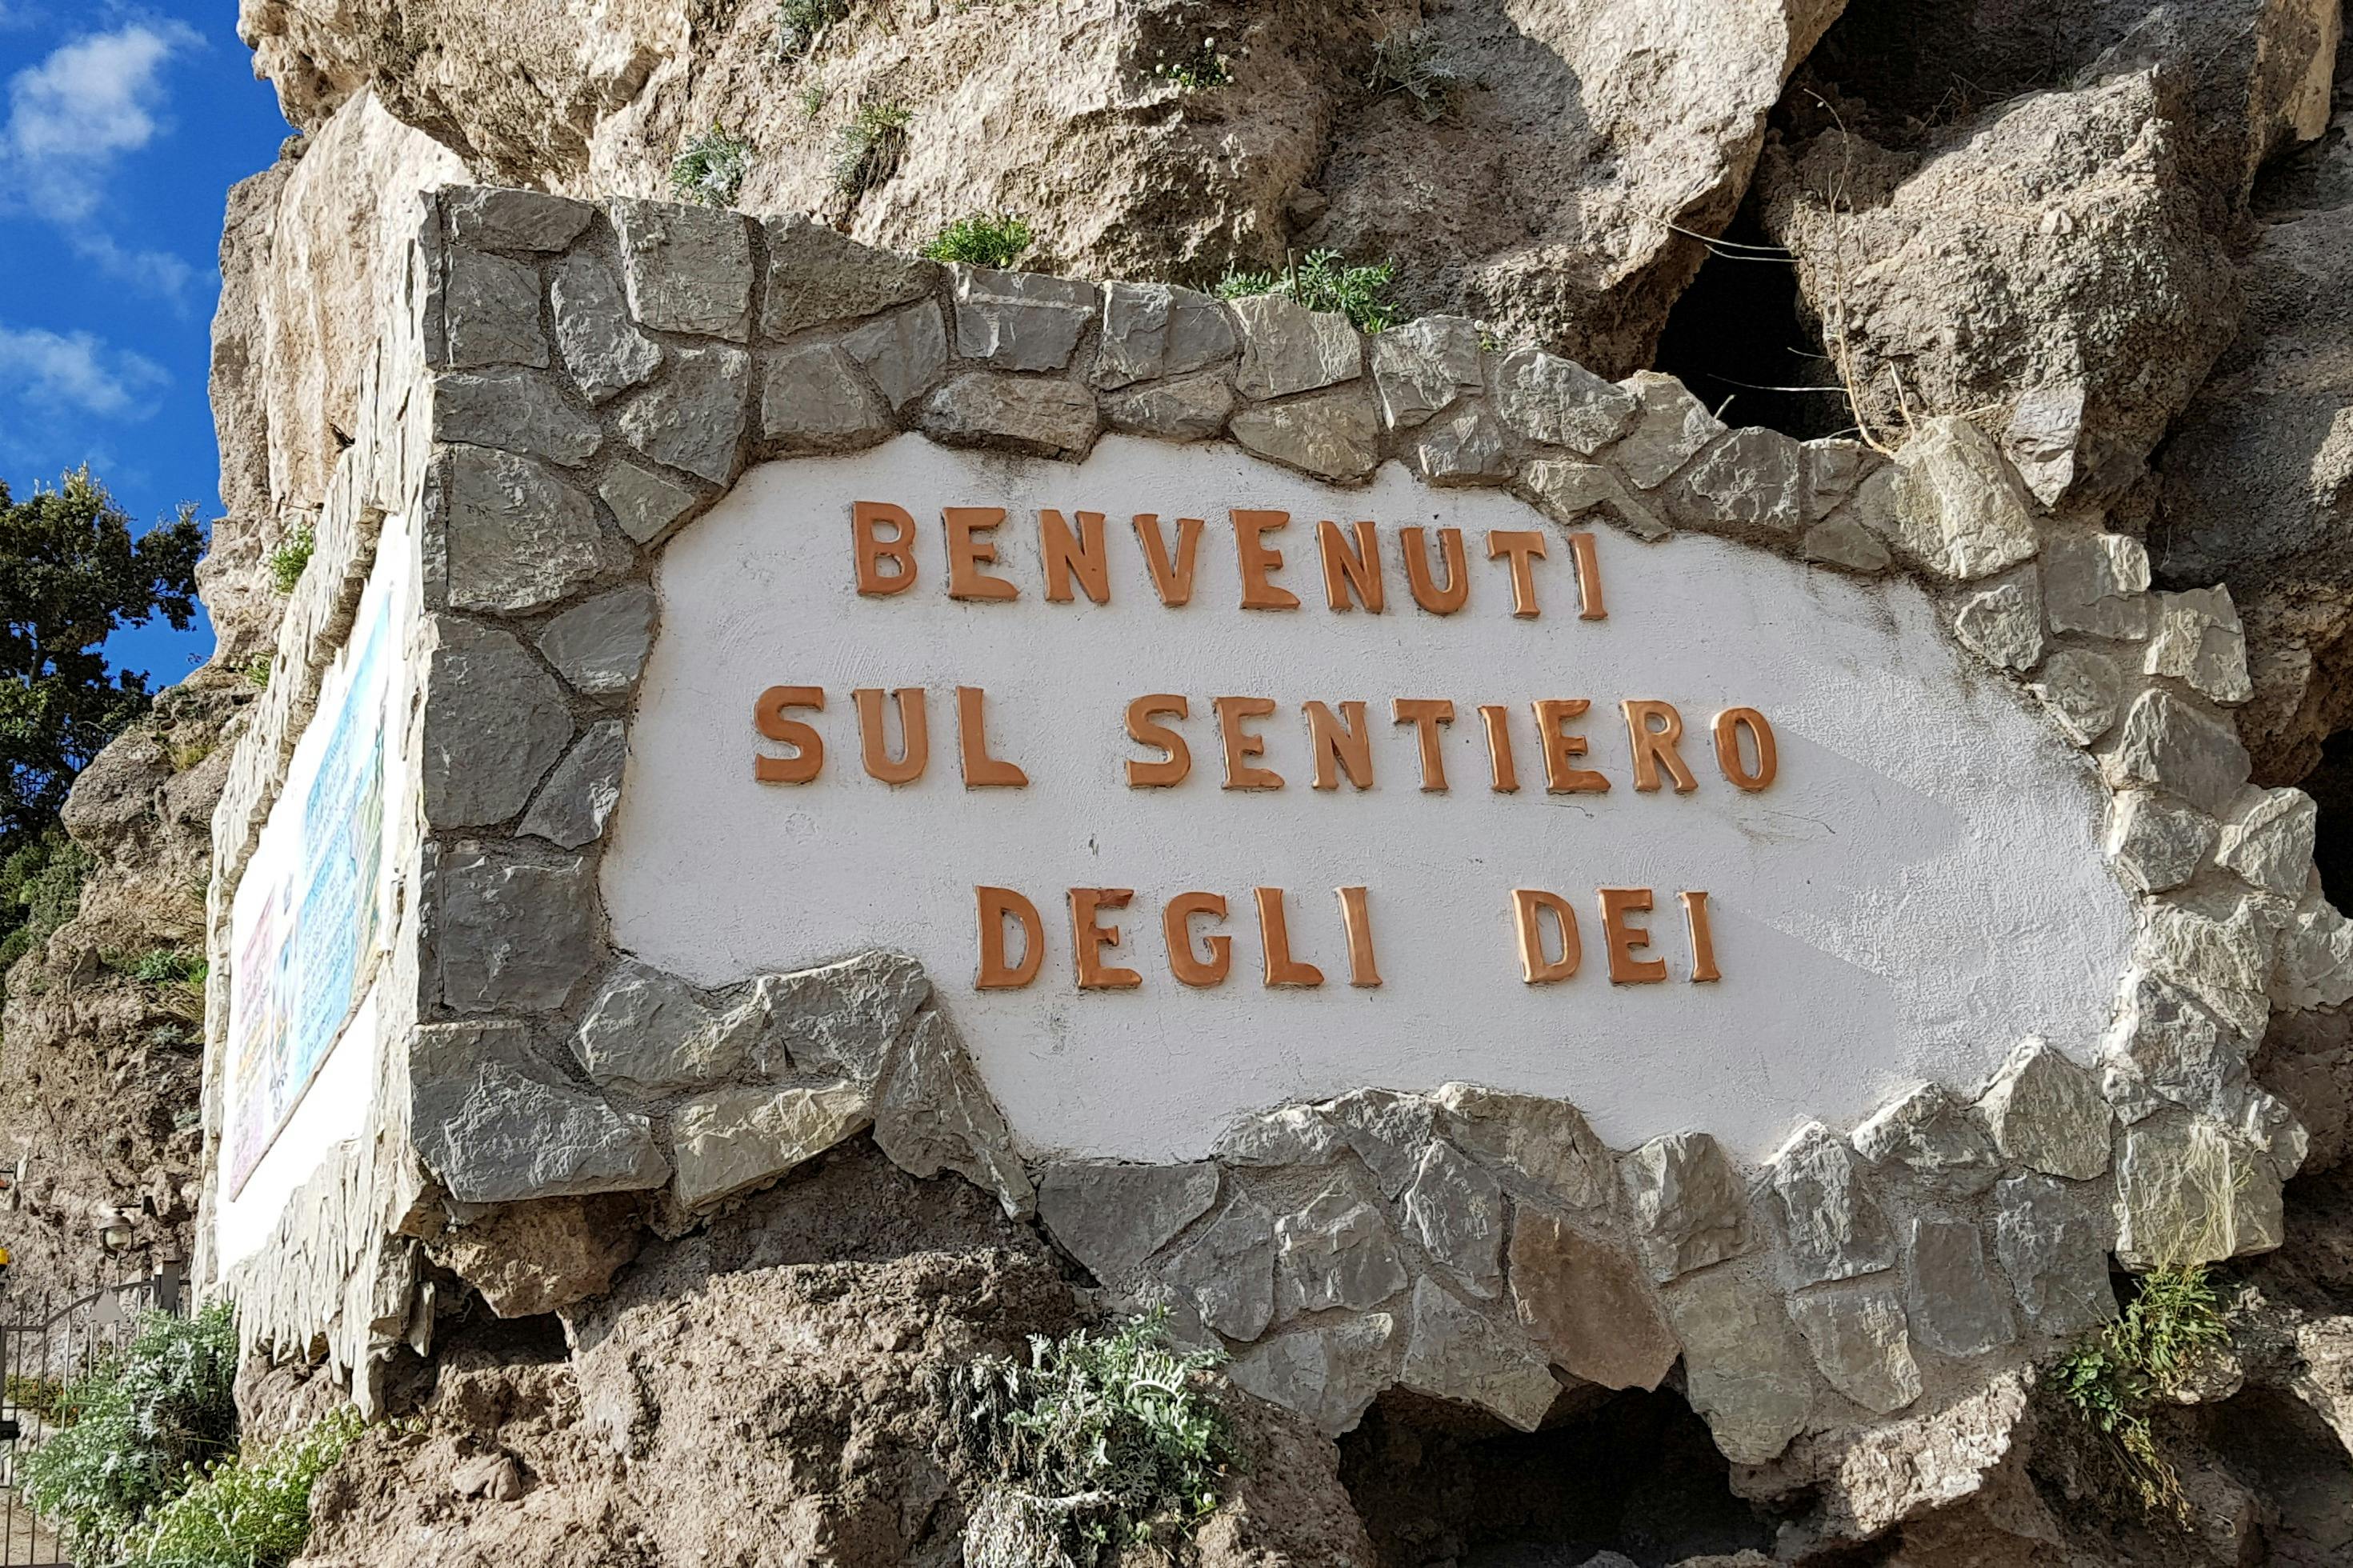 BENVENUTI
SUL SENTIERO
DEGLI DEI